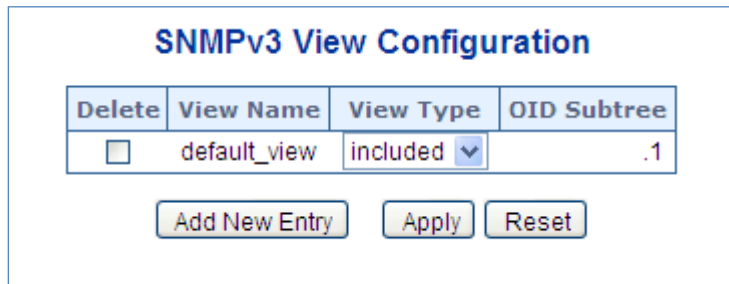 SNMPv3 View Configuration
Delete View Name View Type OID Subtree
default_view included .1
Add New Entry Apply Reset